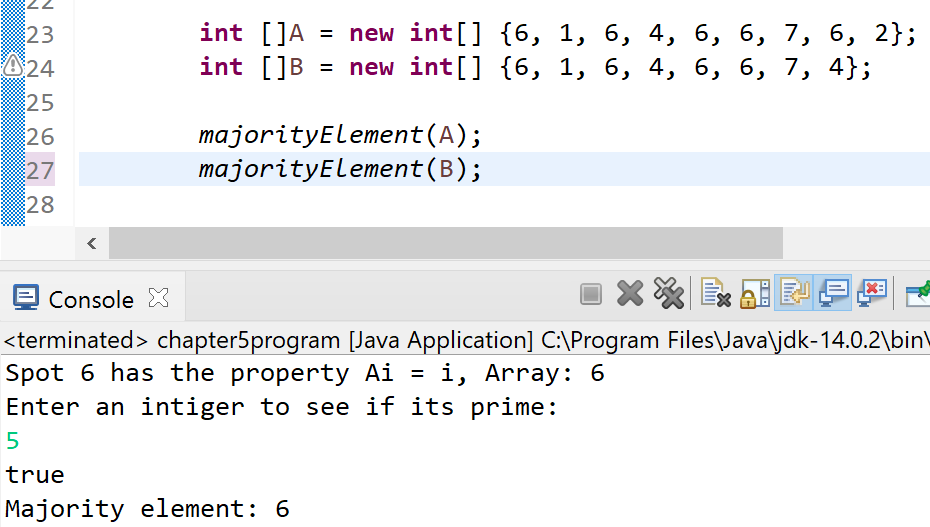 22
23 int []A = new int[] {6, 1, 6, 4, 6, 6, 7, 6, 2};
24 int []B = new int[] {6, 1, 6, 4, 6, 6, 7, 4};
25
26 majorityElement(A);
27 majorityElement(B);
28
Console
<terminated> chapter5program [Java Application] C:\Program Files\Java\jdk-14.0.2\bin\
Spot 6 has the property Ai = i, Array: 6
Enter an intiger to see if its prime:
5
true
Majority element: 6